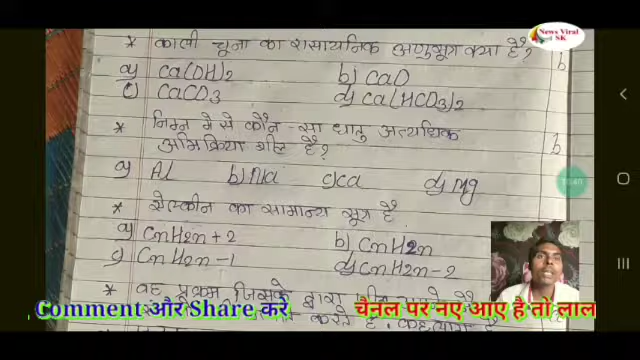 News Viral
SK
* काली चूना का रासायनिक अणुसूत्र क्या है? b
a) Ca(OH)2 b) CaO
c) CaCO3 d) Ca(HCO3)2
* निम्न में से कौन-सा धातु अत्यधिक
अभिक्रिया शील है? b
a) Al b) Na c) Ca d) Mg
* का सामान्य सूत्र है
a) CnH2n+2 b) CnH2n
c) CnH2n-1 d) CnH2n-2
* वह प्रक्रम जिसके द्वारा
Comment और Share करे चैनल पर नए आए है तो लाल
करते है, कहलाता है